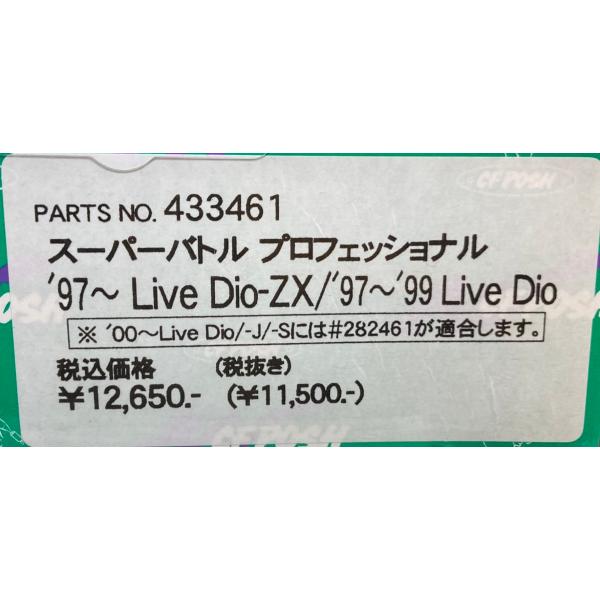 CF POSH
PARTS NO. 433461
スーパーバトル プロフェッショナル
'97～ Live Dio-ZX/'97～'99 Live Dio
※ '00～Live Dio/-J/-Sには#282461が適合します。
税込価格 (税抜き)
¥12,650.- (¥11,500.-)
CF POSH